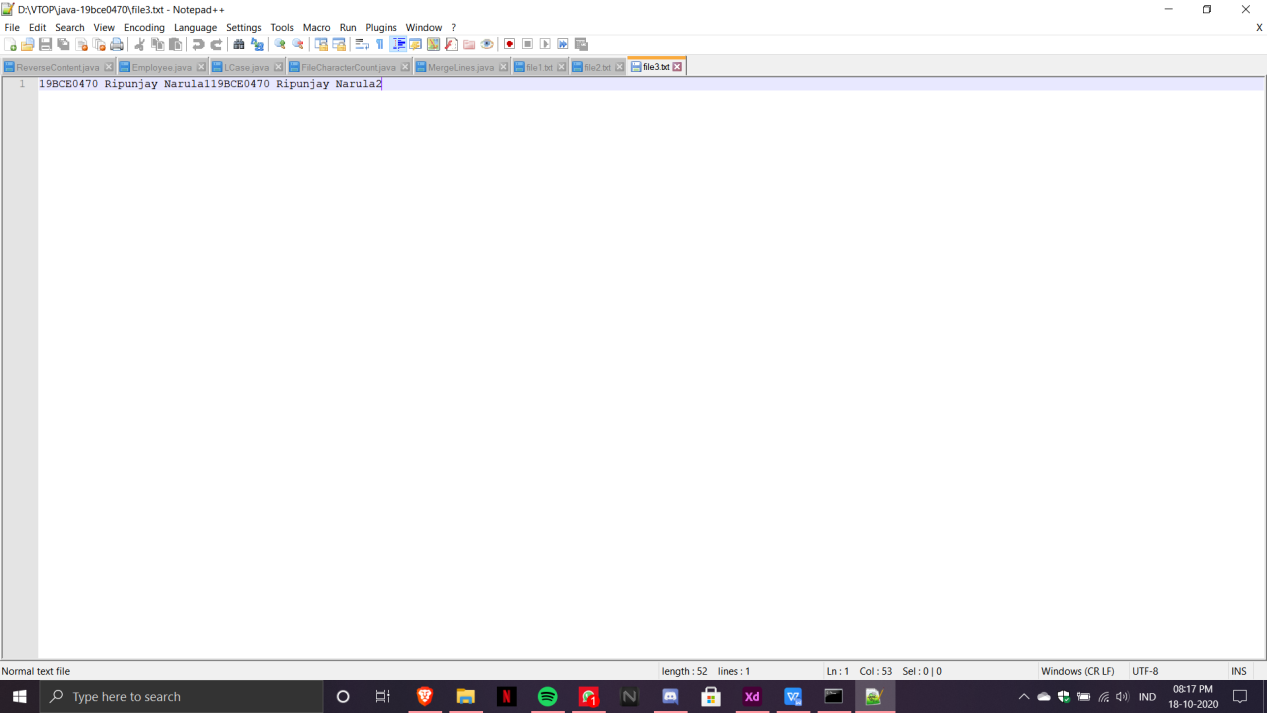 D:\VTOP\java-19bce0470\file3.txt - Notepad++
File Edit Search View Encoding Language Settings Tools Macro Run Plugins Window ? X
ReverseContent.java Employee.java I.Case.java FileCharacterCount.java MergeLines.java file1.txt file2.txt file3.txt
1 19BCE0470 Ripunjay Narula119BCE0470 Ripunjay Narula2
Normal text file length : 52 lines : 1 Ln : 1 Col : 53 Sel : 0 | 0 Windows (CR LF) UTF-8 INS
Type here to search N 1 N Xd IND 08:17 PM
18-10-2020